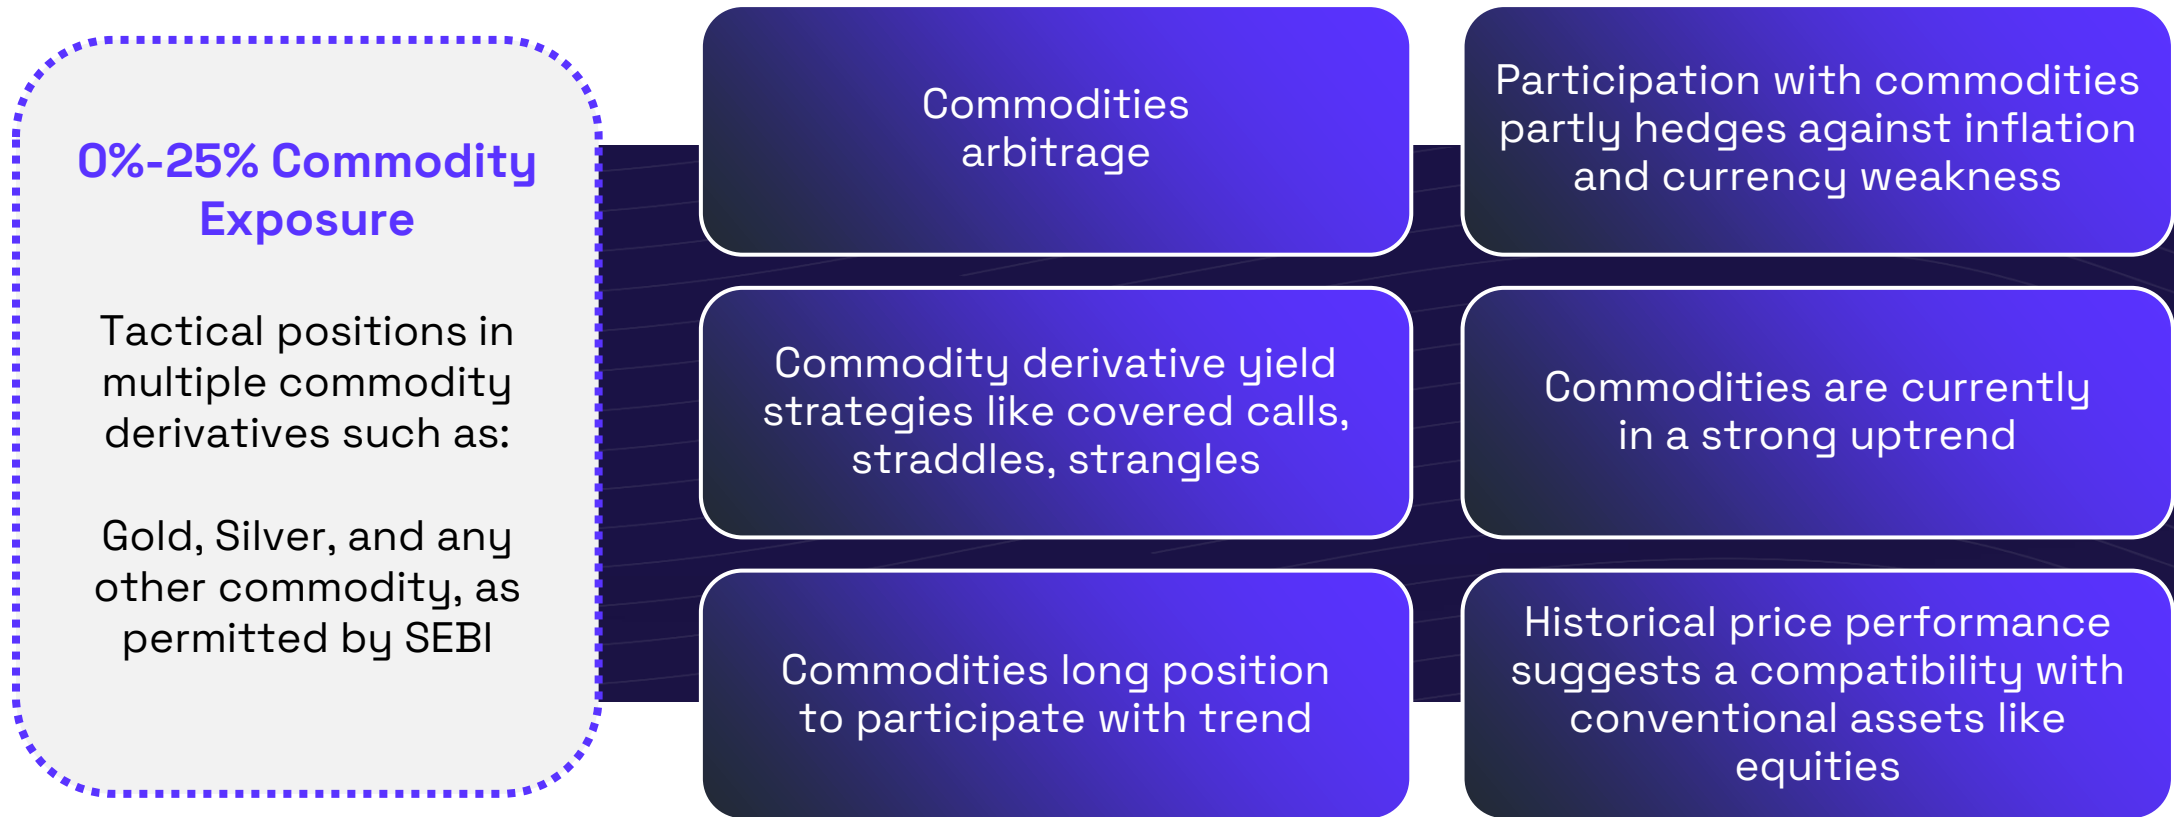 0%-25% Commodity
Exposure
Tactical positions in
multiple commodity
derivatives such as:
Gold, Silver, and any
other commodity, as
permitted by SEBI
Commodities
arbitrage
Participation with commodities
partly hedges against inflation
and currency weakness
Commodity derivative yield
strategies like covered calls,
straddles, strangles
Commodities are currently
in a strong uptrend
Commodities long position
to participate with trend
Historical price performance
suggests a compatibility with
conventional assets like
equities